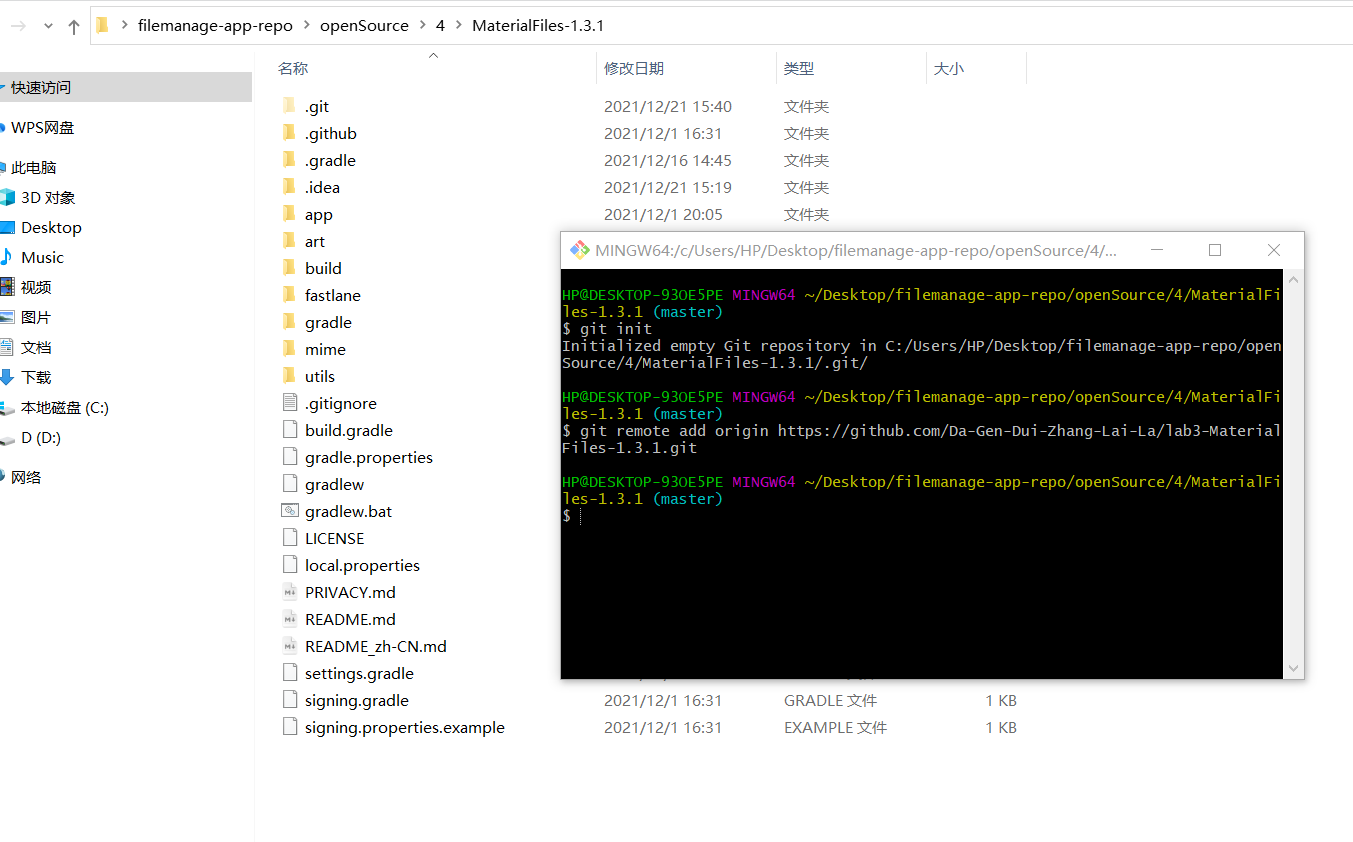 filemanage-app-repo > openSource > 4 > MaterialFiles-1.3.1
名称 修改日期 类型 大小
快速访问
WPS网盘
此电脑
3D 对象
Desktop
Music
视频
图片
文档
下载
本地磁盘 (C:)
D (D:)
网络
.git 2021/12/21 15:40 文件夹
.github 2021/12/1 16:31 文件夹
.gradle 2021/12/16 14:45 文件夹
.idea 2021/12/21 15:19 文件夹
app 2021/12/1 20:05 文件夹
art
build
fastlane
gradle
mime
utils
.gitignore
build.gradle
gradle.properties
gradlew
gradlew.bat
LICENSE
local.properties
PRIVACY.md
README.md
README_zh-CN.md
settings.gradle
signing.gradle 2021/12/1 16:31 GRADLE 文件 1 KB
signing.properties.example 2021/12/1 16:31 EXAMPLE 文件 1 KB
MINGW64:/c/Users/HP/Desktop/filemanage-app-repo/openSource/4/...
HP@DESKTOP-93OE5PE MINGW64 ~/Desktop/filemanage-app-repo/openSource/4/MaterialFi
les-1.3.1 (master)
$ git init
Initialized empty Git repository in C:/Users/HP/Desktop/filemanage-app-repo/open
Source/4/MaterialFiles-1.3.1/.git/
HP@DESKTOP-93OE5PE MINGW64 ~/Desktop/filemanage-app-repo/openSource/4/MaterialFi
les-1.3.1 (master)
$ git remote add origin https://github.com/Da-Gen-Dui-Zhang-Lai-La/lab3-Material
Files-1.3.1.git
HP@DESKTOP-93OE5PE MINGW64 ~/Desktop/filemanage-app-repo/openSource/4/MaterialFi
les-1.3.1 (master)
$